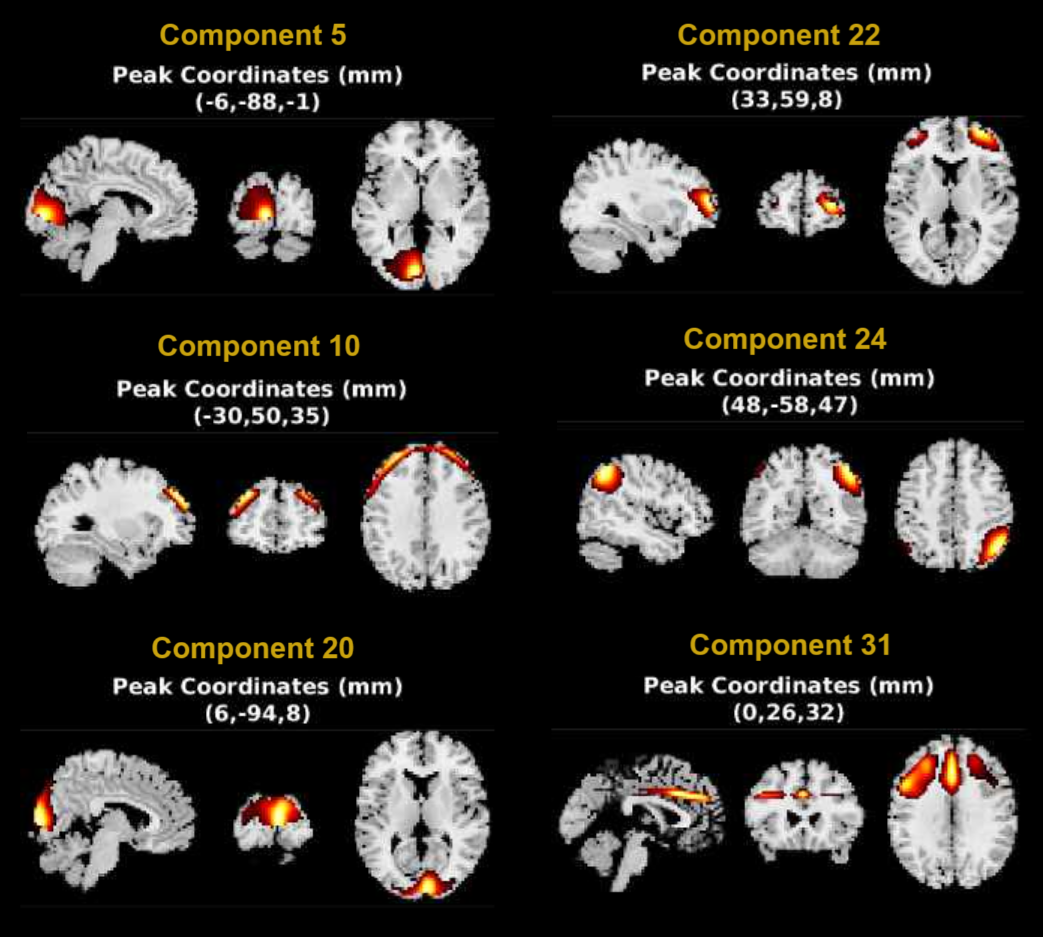 Component 5
Peak Coordinates (mm)
(-6,-88,-1)
Component 22
Peak Coordinates (mm)
(33,59,8)
Component 10
Peak Coordinates (mm)
(-30,50,35)
Component 24
Peak Coordinates (mm)
(48,-58,47)
Component 20
Peak Coordinates (mm)
(6,-94,8)
Component 31
Peak Coordinates (mm)
(0,26,32)